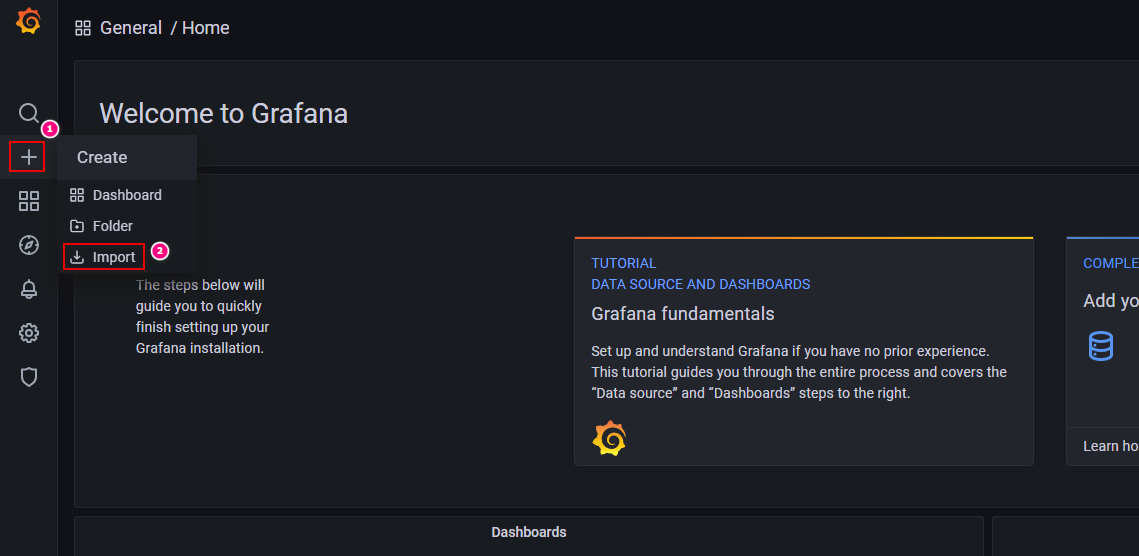 General / Home
Welcome to Grafana
1
Create
Dashboard
Folder
Import
2
The steps below will
guide you to quickly
finish setting up your
Grafana installation.
TUTORIAL
DATA SOURCE AND DASHBOARDS
Grafana fundamentals
Set up and understand Grafana if you have no prior experience.
This tutorial guides you through the entire process and covers the
“Data source” and “Dashboards” steps to the right.
COMPLE
Add yo
Learn ho
Dashboards